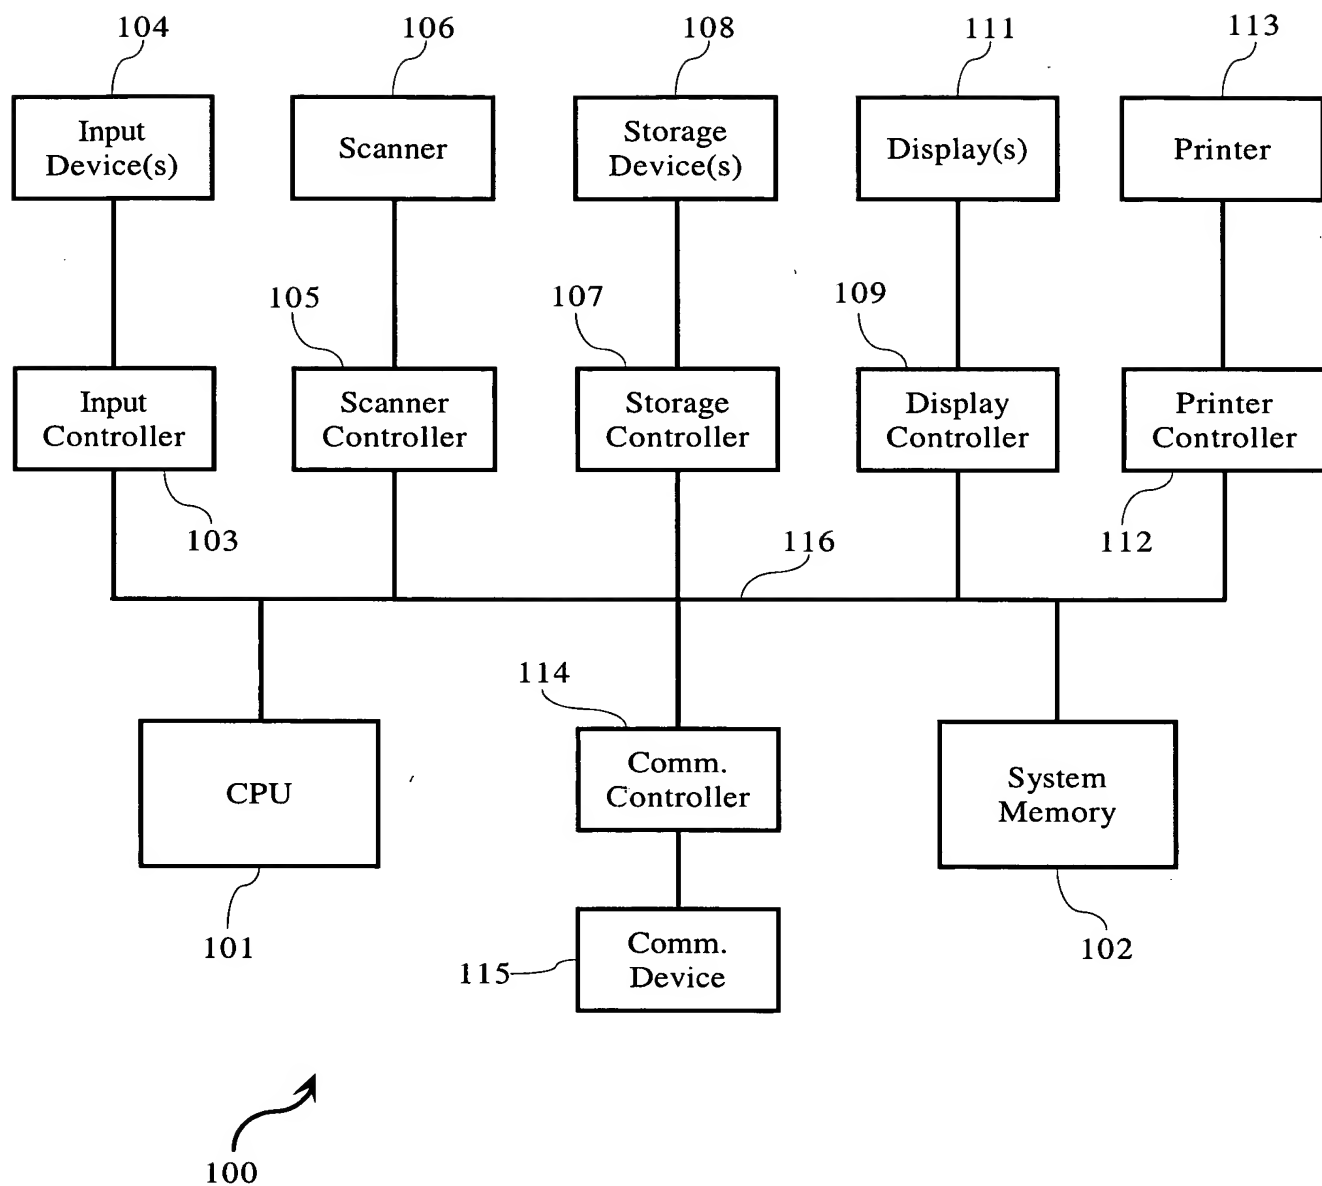 104
106
108
111
113
Input
Device(s)
Scanner
Storage
Device(s)
Display(s)
Printer
105
107
109
Input
Controller
Scanner
Controller
Storage
Controller
Display
Controller
Printer
Controller
103
116
112
114
CPU
Comm.
Controller
System
Memory
101
115
Comm.
Device
102
100